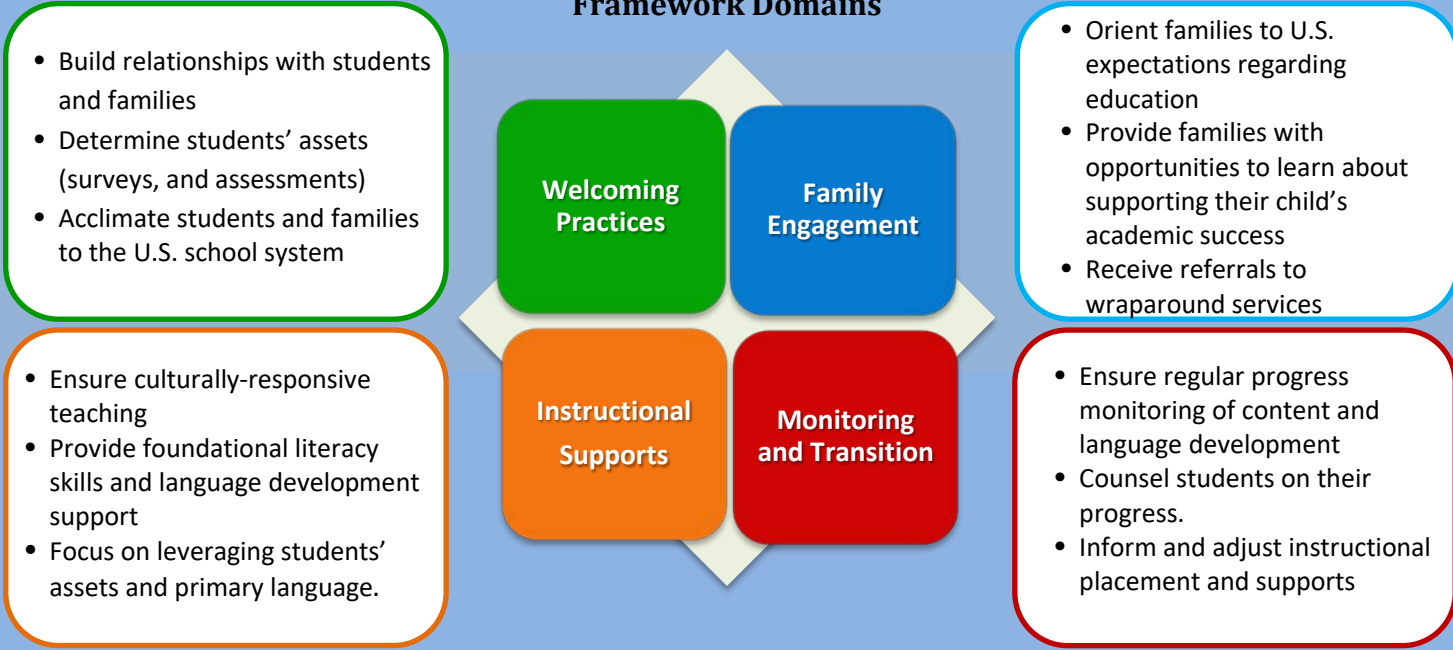 Framework Domains
• Build relationships with students
and families
• Determine students’ assets
(surveys, and assessments)
• Acclimate students and families
to the U.S. school system
Welcoming
Practices
Family
Engagement
• Orient families to U.S.
expectations regarding
education
• Provide families with
opportunities to learn about
supporting their child’s
academic success
• Receive referrals to
wraparound services
• Ensure culturally-responsive
teaching
• Provide foundational literacy
skills and language development
support
• Focus on leveraging students’
assets and primary language.
Instructional
Supports
Monitoring
and Transition
• Ensure regular progress
monitoring of content and
language development
• Counsel students on their
progress.
• Inform and adjust instructional
placement and supports